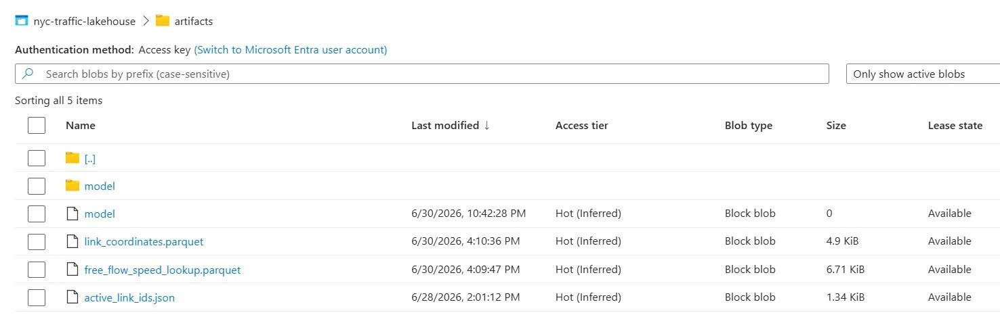 nyc-traffic-lakehouse > artifacts
Authentication method: Access key (Switch to Microsoft Entra user account)
Search blobs by prefix (case-sensitive) Only show active blobs
Sorting all 5 items
Name Last modified ↓ Access tier Blob type Size Lease state
[..]
model
model 6/30/2026, 10:42:28 PM Hot (Inferred) Block blob 0 Available
link_coordinates.parquet 6/30/2026, 4:10:36 PM Hot (Inferred) Block blob 4.9 KiB Available
free_flow_speed_lookup.parquet 6/30/2026, 4:09:47 PM Hot (Inferred) Block blob 6.71 KiB Available
active_link_ids.json 6/28/2026, 2:01:12 PM Hot (Inferred) Block blob 1.34 KiB Available